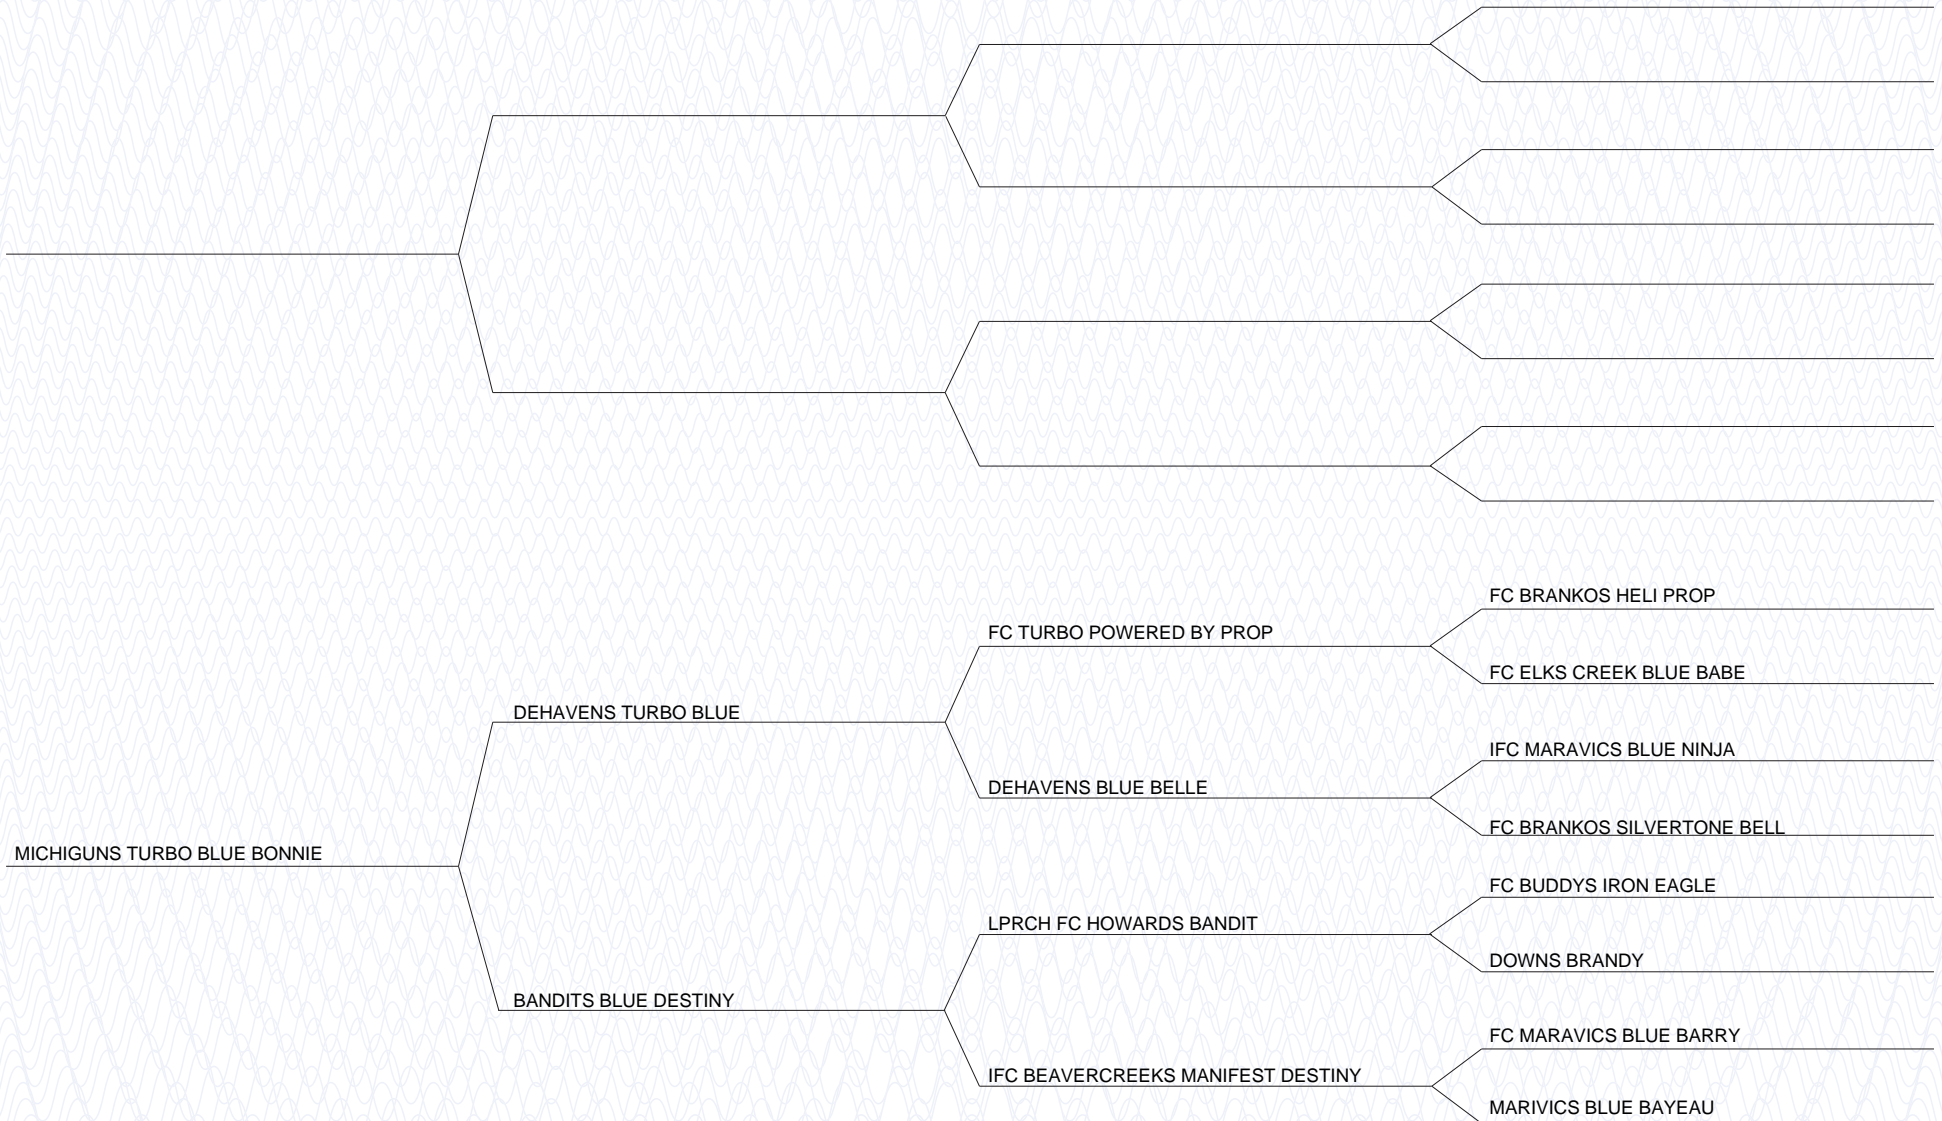 FC BRANKOS HELI PROP
FC TURBO POWERED BY PROP
FC ELKS CREEK BLUE BABE
DEHAVENS TURBO BLUE
IFC MARAVICS BLUE NINJA
DEHAVENS BLUE BELLE
FC BRANKOS SILVERTONE BELL
MICHIGUNS TURBO BLUE BONNIE
FC BUDDYS IRON EAGLE
LPRCH FC HOWARDS BANDIT
DOWNS BRANDY
BANDITS BLUE DESTINY
FC MARAVICS BLUE BARRY
IFC BEAVERCREEKS MANIFEST DESTINY
MARIVICS BLUE BAYEAU